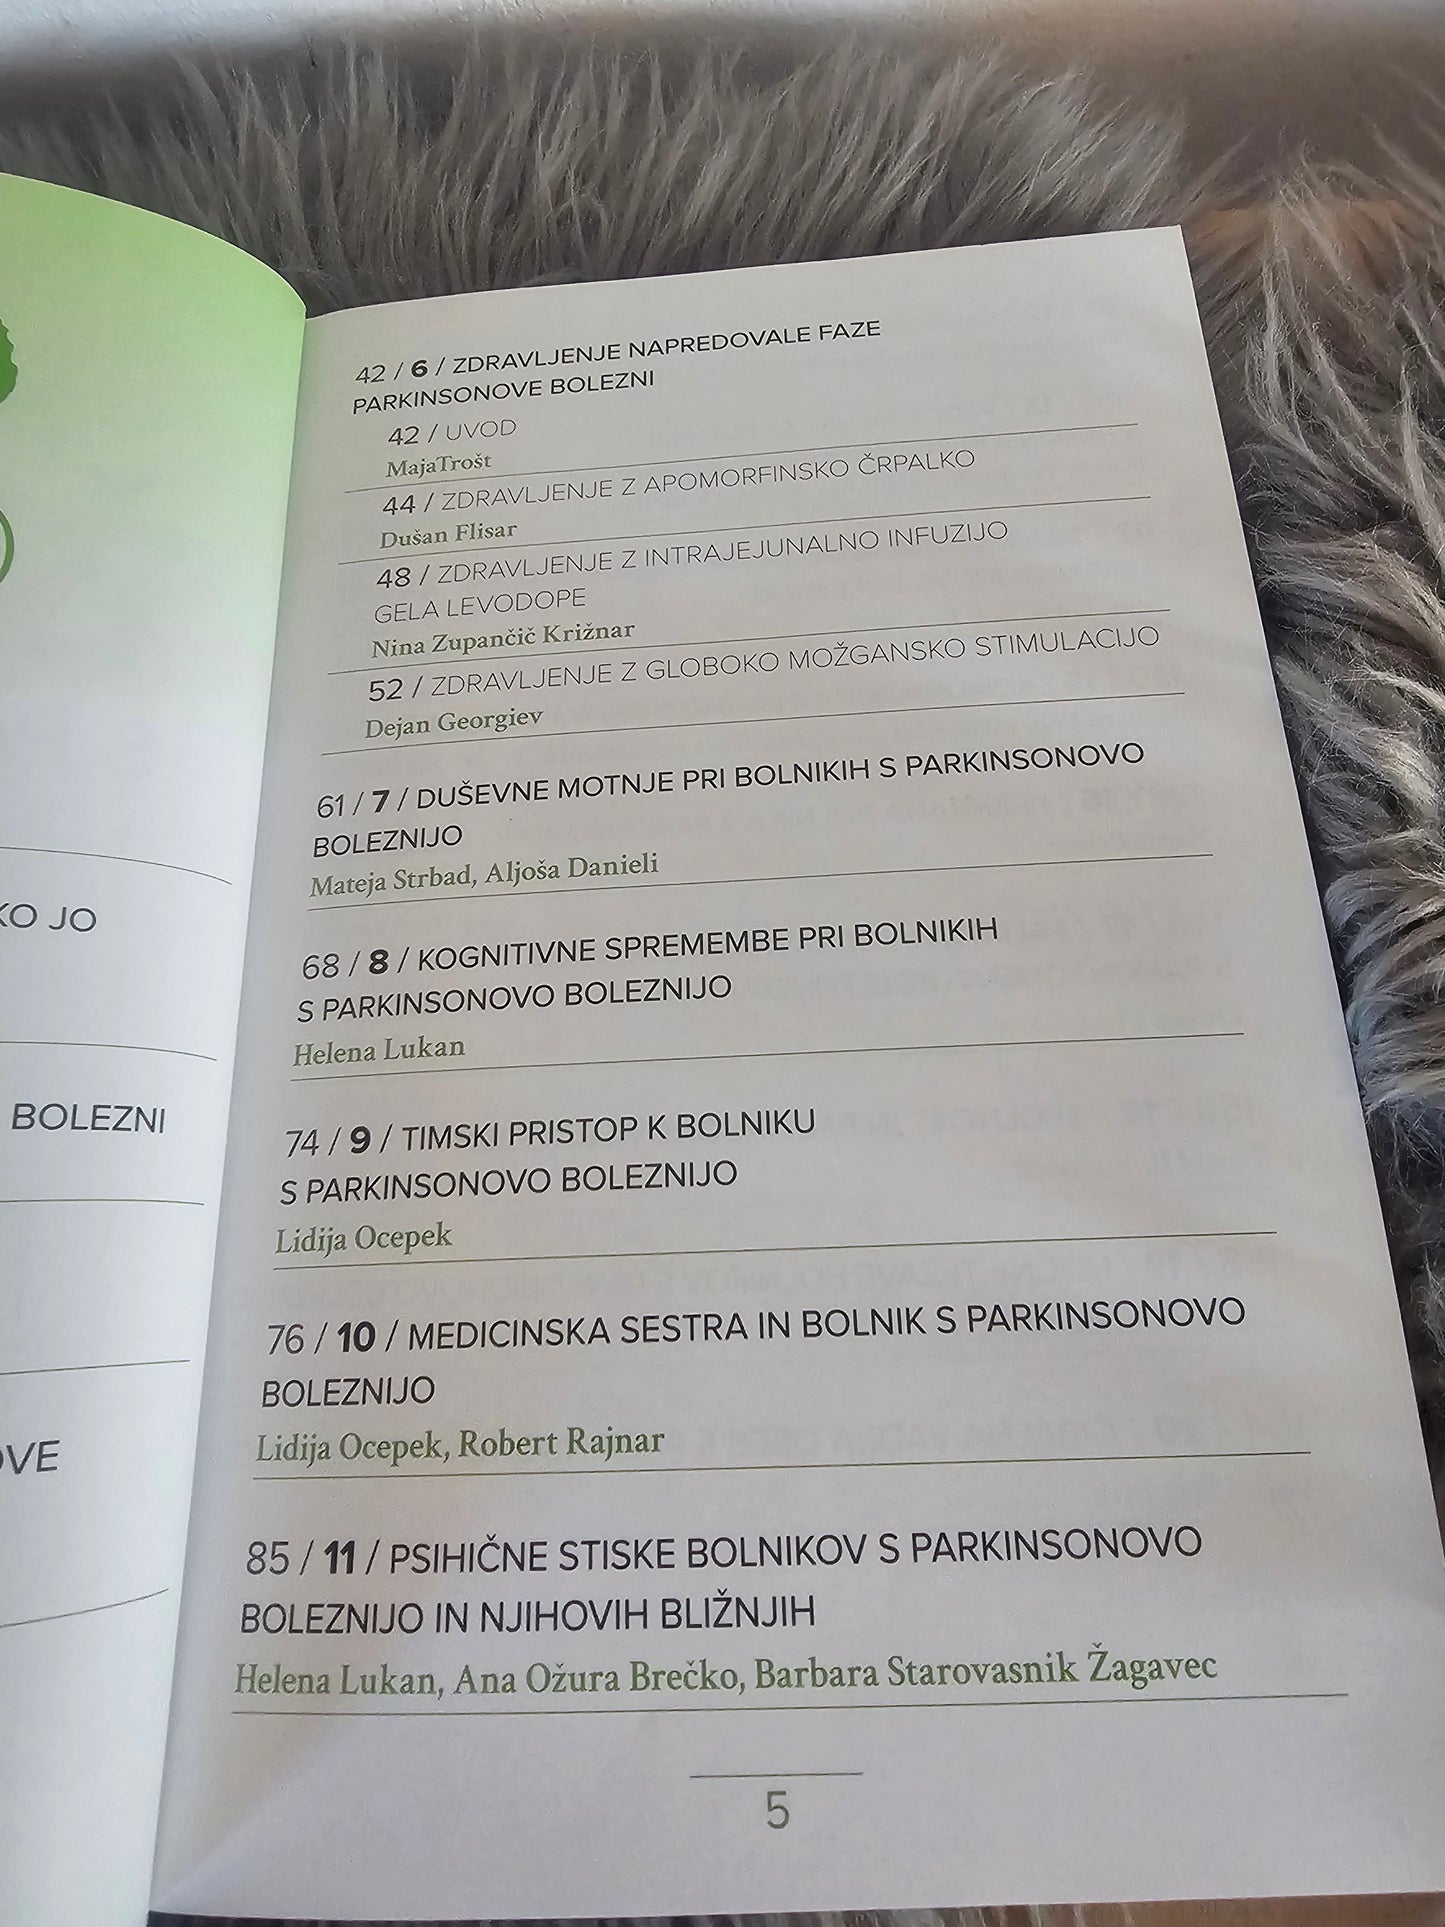 KO JO
BOLEZNI
OVE
42 / 6 / ZDRAVLJENJE NAPREDOVALE FAZE
PARKINSONOVE BOLEZNI
42 / UVOD
MajaTrošt
44 / ZDRAVLJENJE Z APOMORFINSKO ČRPALKO
Dušan Flisar
48 / ZDRAVLJENJE Z INTRAJEJUNALNO INFUZIJO
GELA LEVODOPE
Nina Zupančič Križnar
52 / ZDRAVLJENJE Z GLOBOKO MOŽGANSKO STIMULACIJO
Dejan Georgiev
61 / 7 / DUŠEVNE MOTNJE PRI BOLNIKIH S PARKINSONOVO
BOLEZNIJO
Mateja Strbad, Aljoša Danieli
68 / 8 / KOGNITIVNE SPREMEMBE PRI BOLNIKIH
S PARKINSONOVO BOLEZNIJO
Helena Lukan
74 / 9 / TIMSKI PRISTOP K BOLNIKU
S PARKINSONOVO BOLEZNIJO
Lidija Ocepek
76 / 10 / MEDICINSKA SESTRA IN BOLNIK S PARKINSONOVO
BOLEZNIJO
Lidija Ocepek, Robert Rajnar
85 / 11 / PSIHIČNE STISKE BOLNIKOV S PARKINSONOVO
BOLEZNIJO IN NJIHOVIH BLIŽNJIH
Helena Lukan, Ana Ožura Brečko, Barbara Starovasnik Žagavec
5